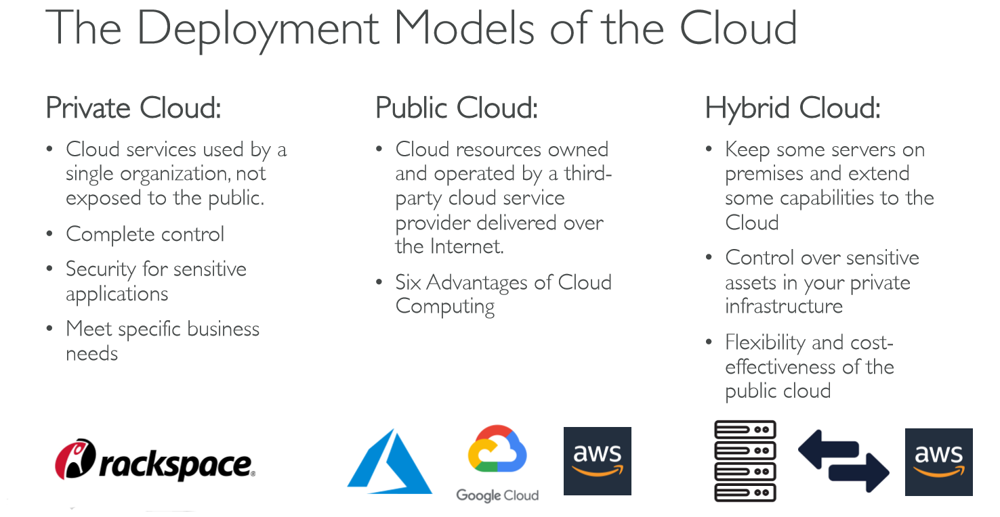 The Deployment Models of the Cloud
Private Cloud:
• Cloud services used by a
single organization, not
exposed to the public.
• Complete control
• Security for sensitive
applications
• Meet specific business
needs
rackspace®
Public Cloud:
• Cloud resources owned
and operated by a third-
party cloud service
provider delivered over
the Internet.
• Six Advantages of Cloud
Computing
Google Cloud
aws
Hybrid Cloud:
• Keep some servers on
premises and extend
some capabilities to the
Cloud
• Control over sensitive
assets in your private
infrastructure
• Flexibility and cost-
effectiveness of the
public cloud
aws